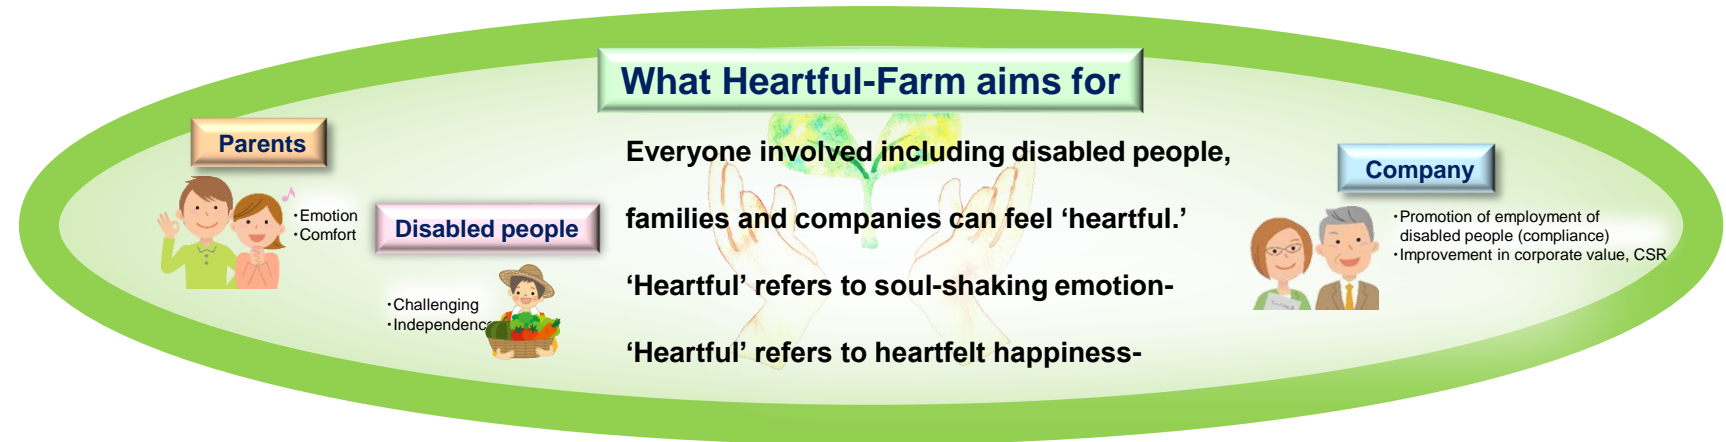 What Heartful-Farm aims for
Parents
・Emotion
・Comfort
Disabled people
・Challenging
・Independence
Everyone involved including disabled people,
families and companies can feel ‘heartful.’
‘Heartful’ refers to soul-shaking emotion-
‘Heartful’ refers to heartfelt happiness-
Company
・Promotion of employment of
disabled people (compliance)
・Improvement in corporate value, CSR